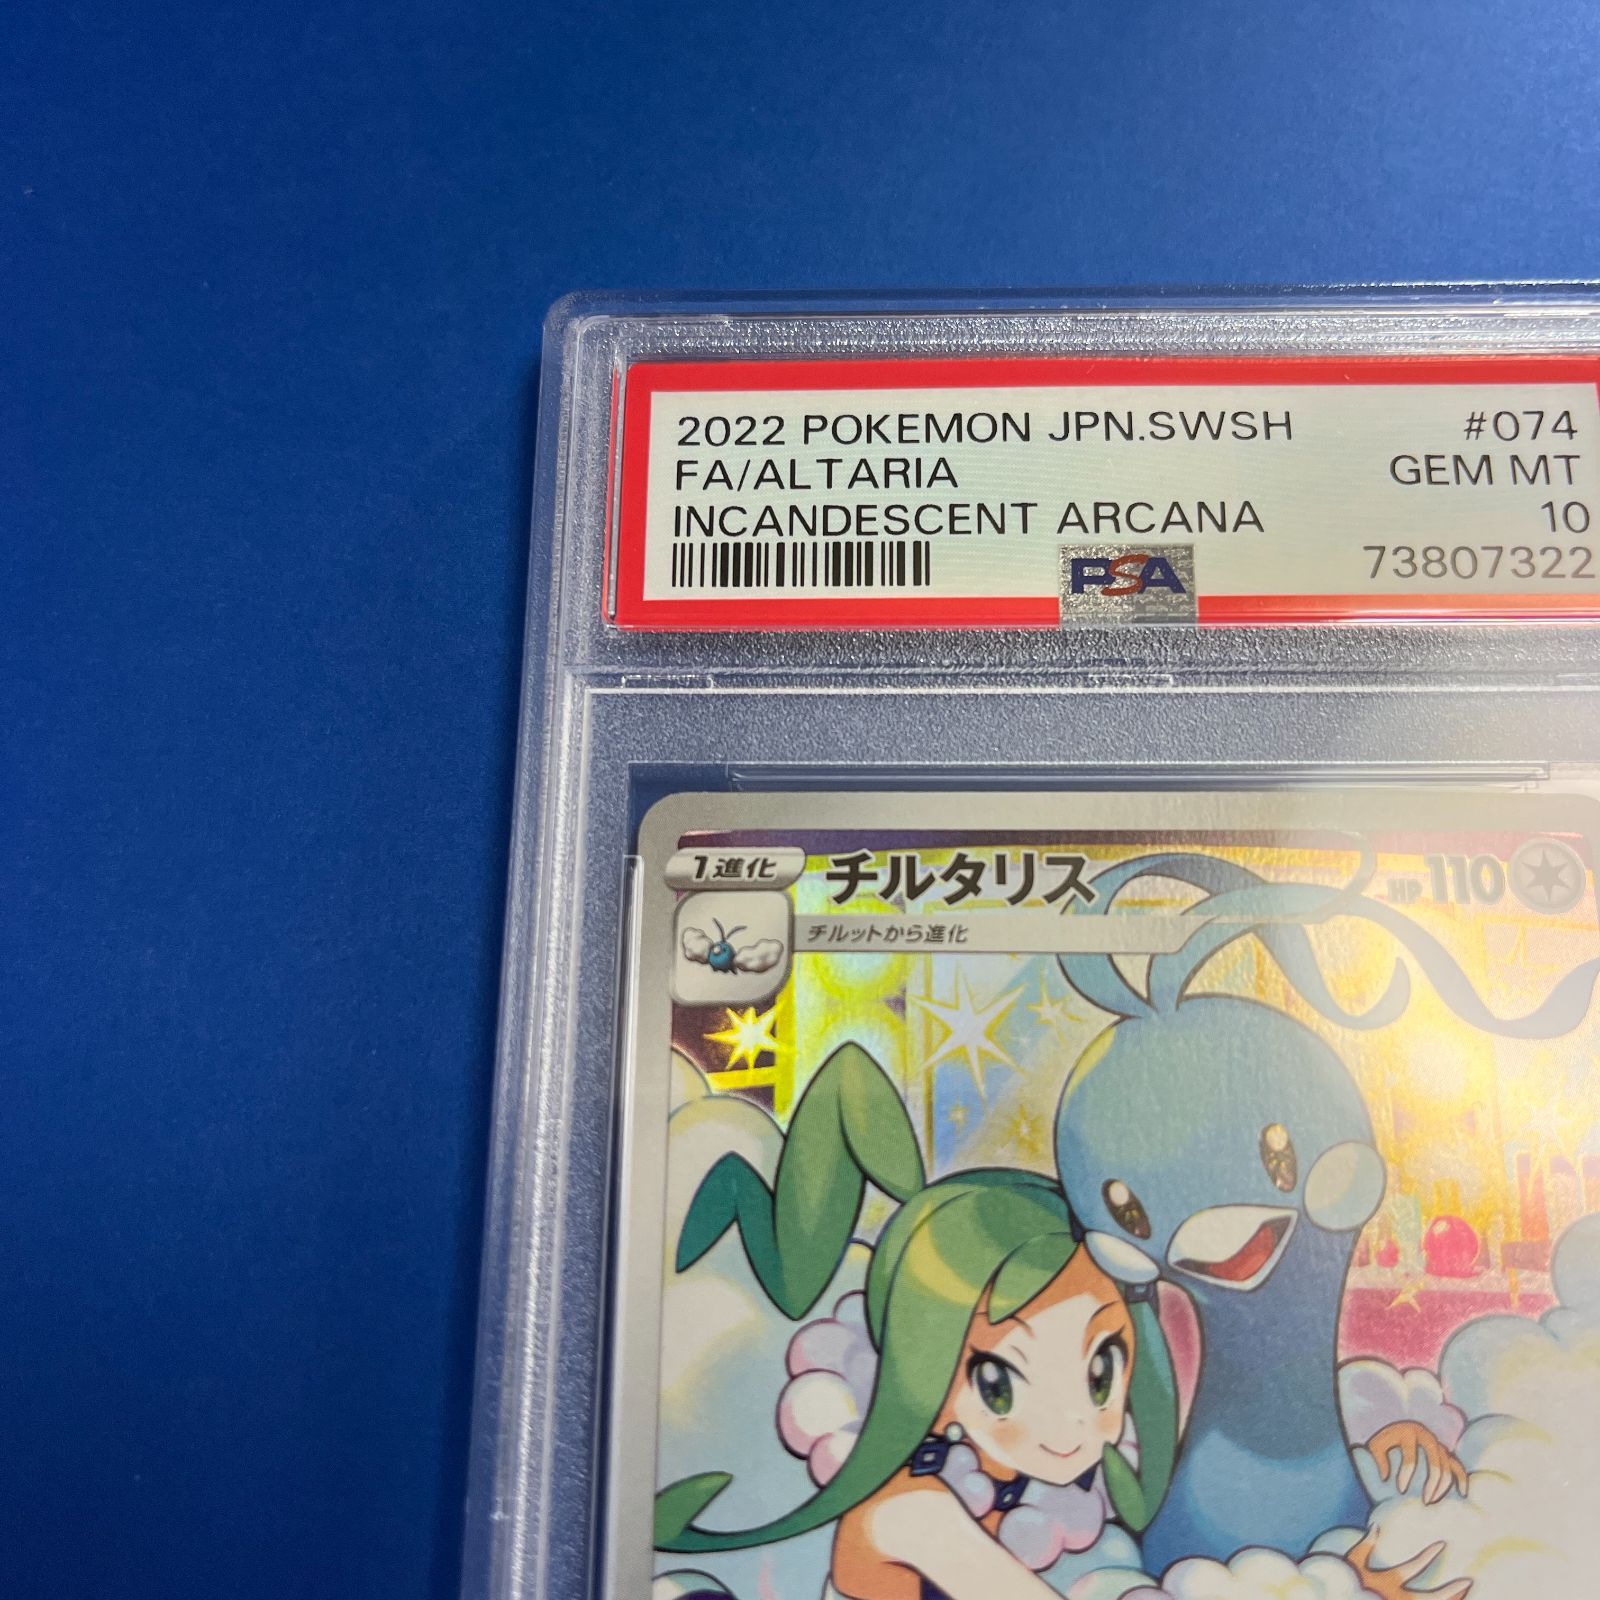 2022 POKEMON JPN.SWSH #074
FA/ALTARIA GEM MT
INCANDESCENT ARCANA 10
PSA 73807322
1進化 チルタリス HP 110
チルットから進化